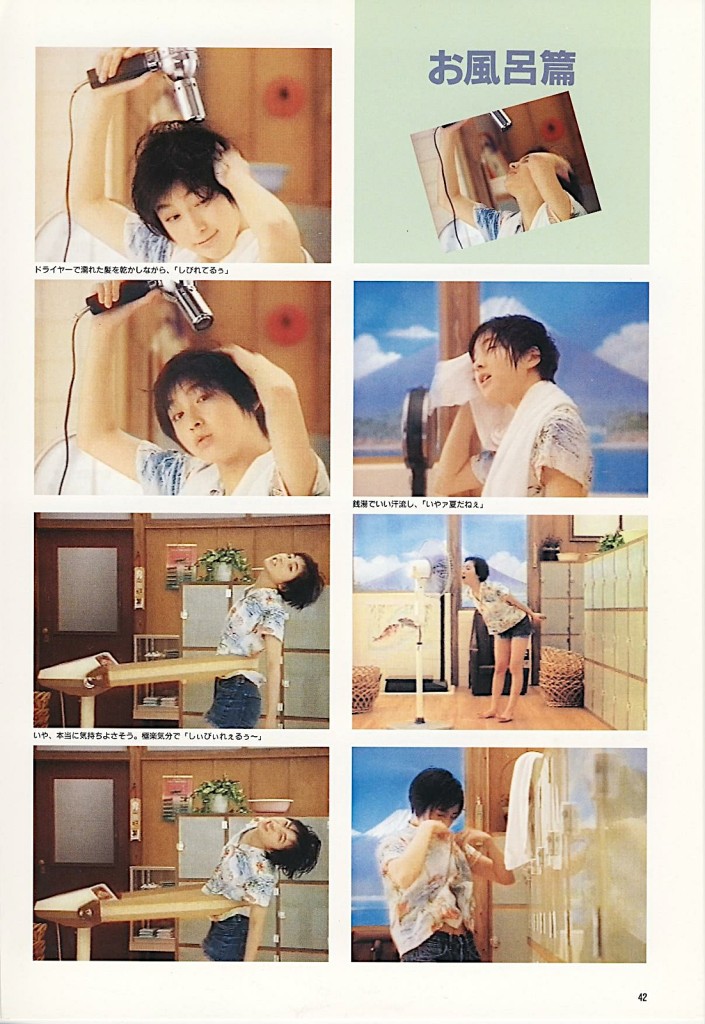 お風呂篇
ドライヤーで濡れた髪を乾かしながら、「しびれてるぅ」
銭湯でいい汗流し、「いやァ夏だねぇ」
いや、本当に気持ちよさそう。極楽気分で「しぃびぃれぇるぅ〜」
42